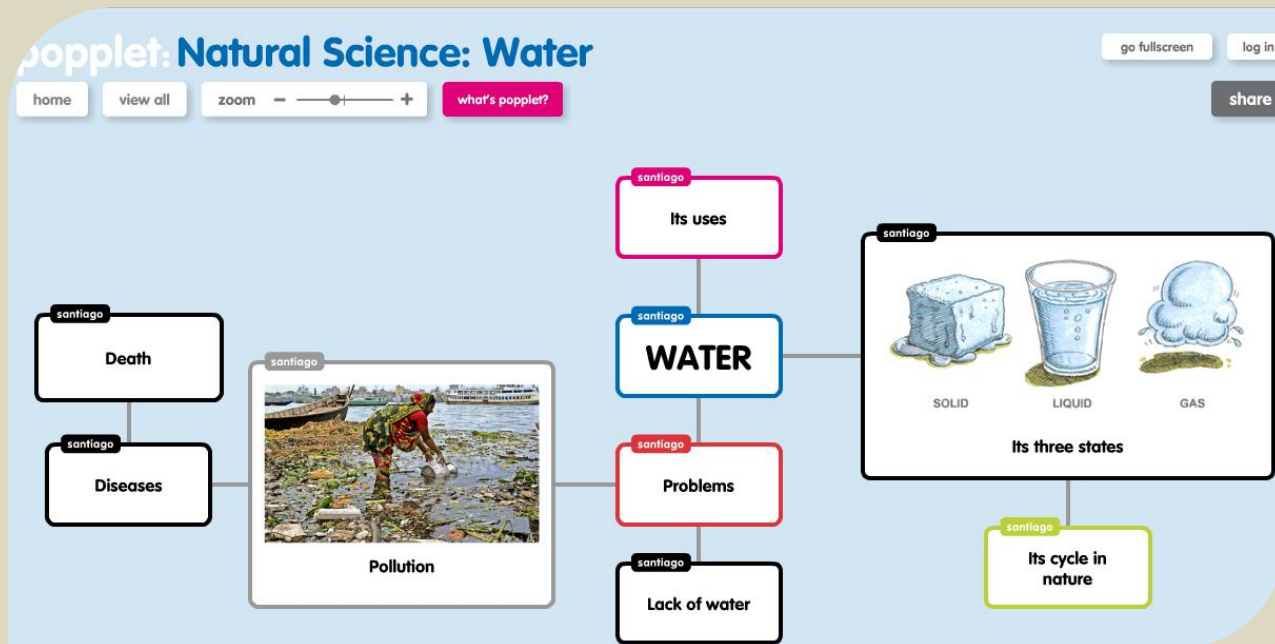 popplet: Natural Science: Water
go fullscreen
log in
home
view all
zoom - +
what's popplet?
share
santiago
Its uses
santiago
SOLID
LIQUID
GAS
Its three states
santiago
WATER
santiago
Death
santiago
Pollution
santiago
Diseases
santiago
Problems
santiago
Its cycle in
nature
santiago
Lack of water